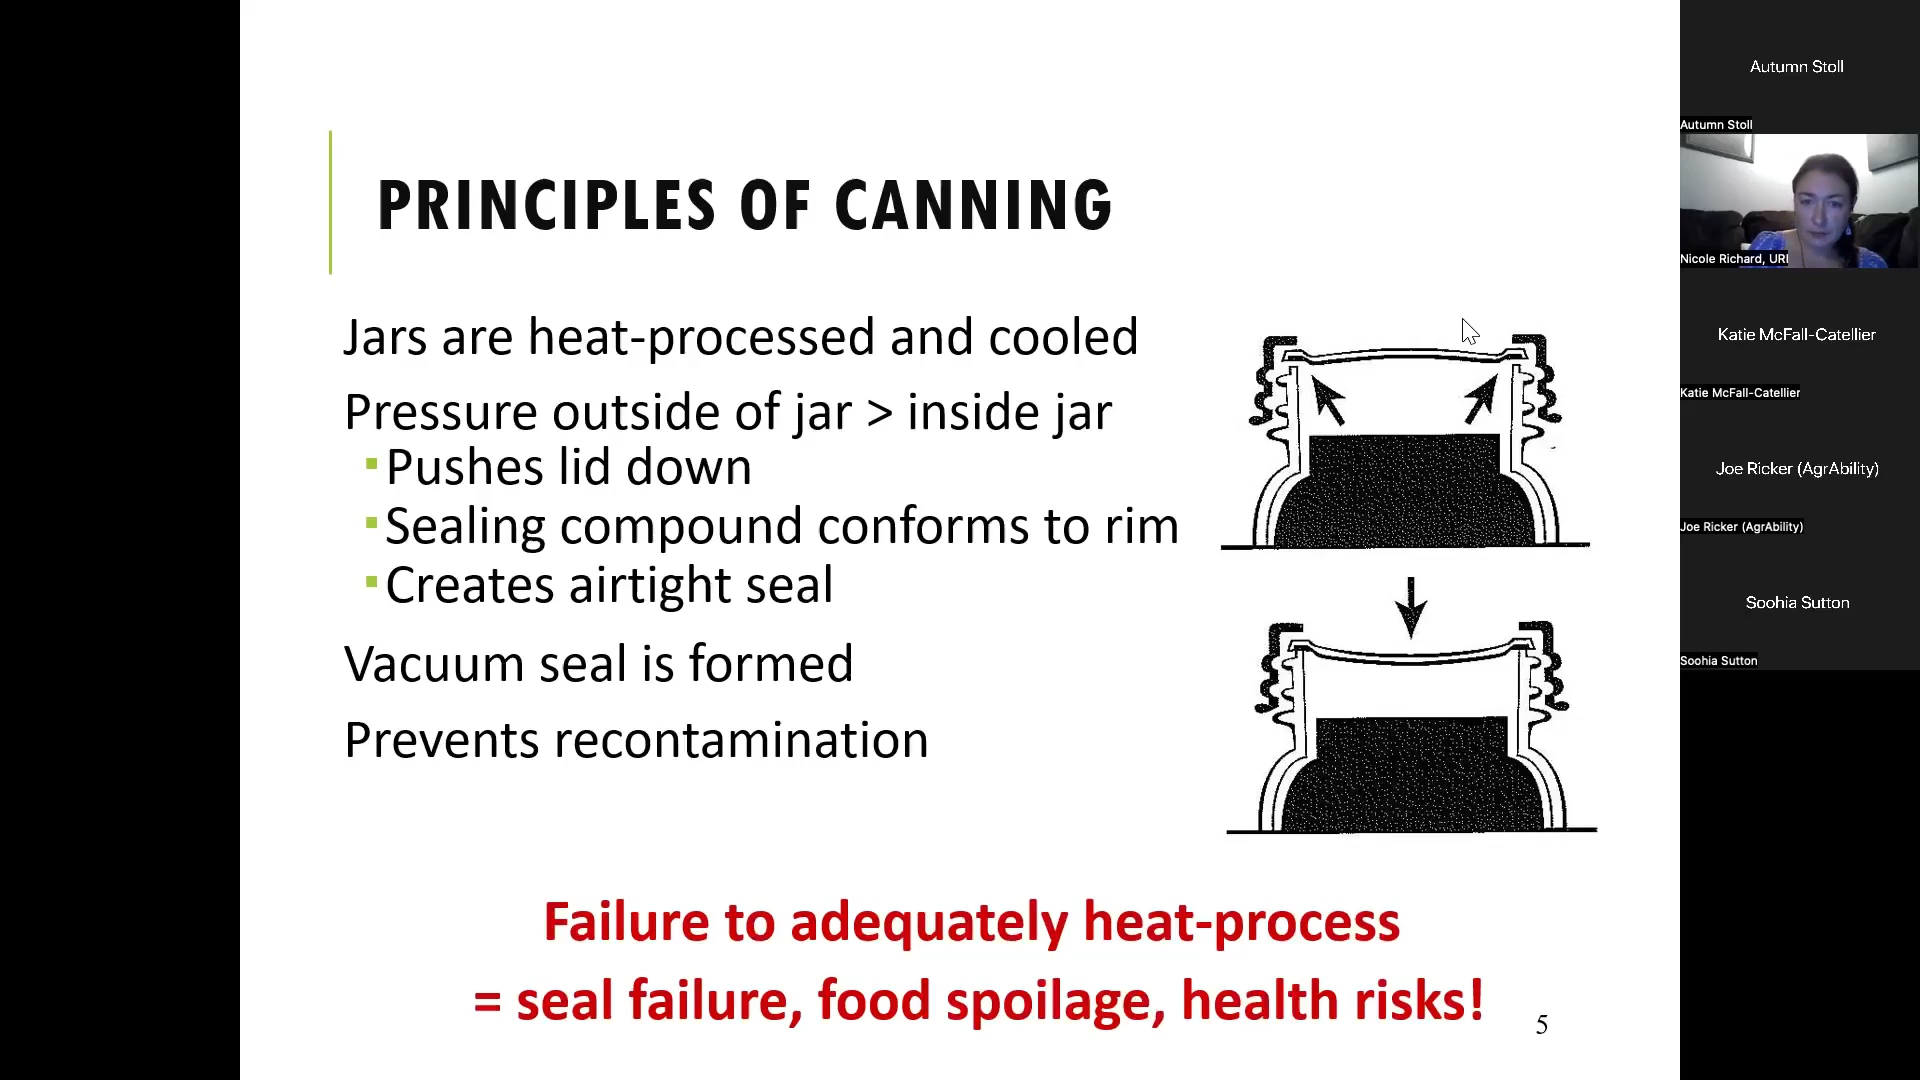 PRINCIPLES OF CANNING
Jars are heat-processed and cooled
Pressure outside of jar > inside jar
▪Pushes lid down
▪Sealing compound conforms to rim
▪Creates airtight seal
Vacuum seal is formed
Prevents recontamination
Failure to adequately heat-process
= seal failure, food spoilage, health risks!
5
Autumn Stoll
Autumn Stoll
Nicole Richard, URI
Katie McFall-Catellier
Katie McFall-Catellier
Joe Ricker (AgrAbility)
Joe Ricker (AgrAbility)
Soohia Sutton
Soohia Sutton